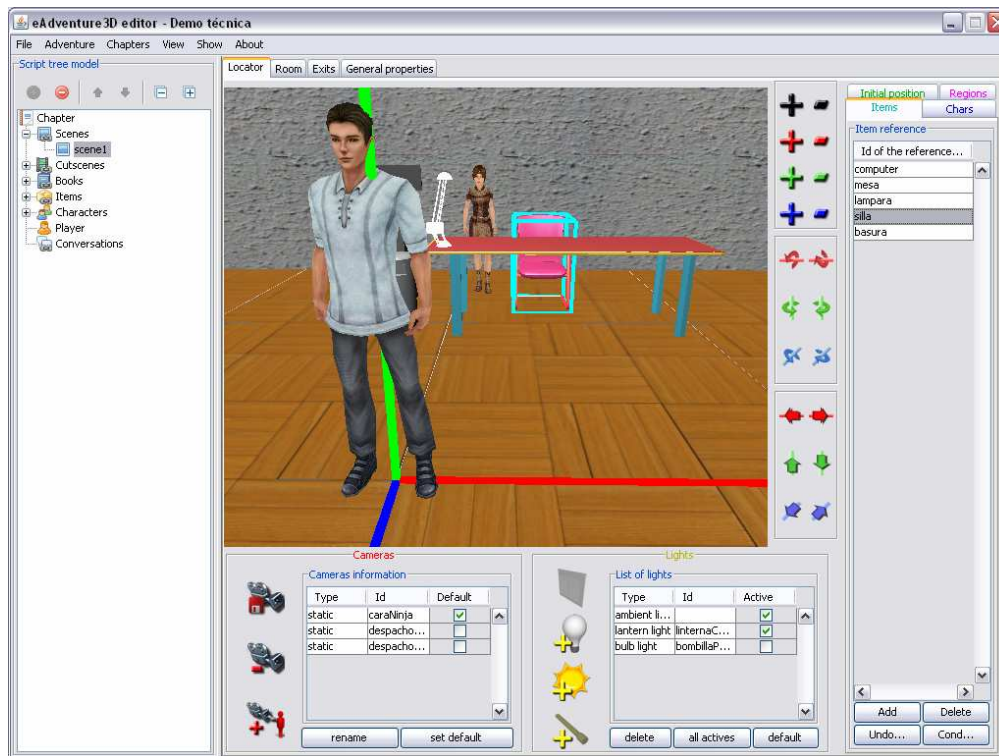 eAdventure3D editor - Demo técnica
File Adventure Chapters View Show About
Script tree model
Chapter
Scenes
scene1
Cutscenes
Books
Items
Characters
Player
Conversations
Locator Room Exits General properties
Initial position Regions
Items Chars
Item reference
Id of the reference...
computer
mesa
lampara
silla
basura
Add Delete
Undo... Cond...
Cameras
Cameras information
Type Id Default
static caraNinja
static despacho...
static despacho...
rename set default
Lights
List of lights
Type Id Active
ambient li...
lantern light linternaC...
bulb light bombillaP...
delete all actives default